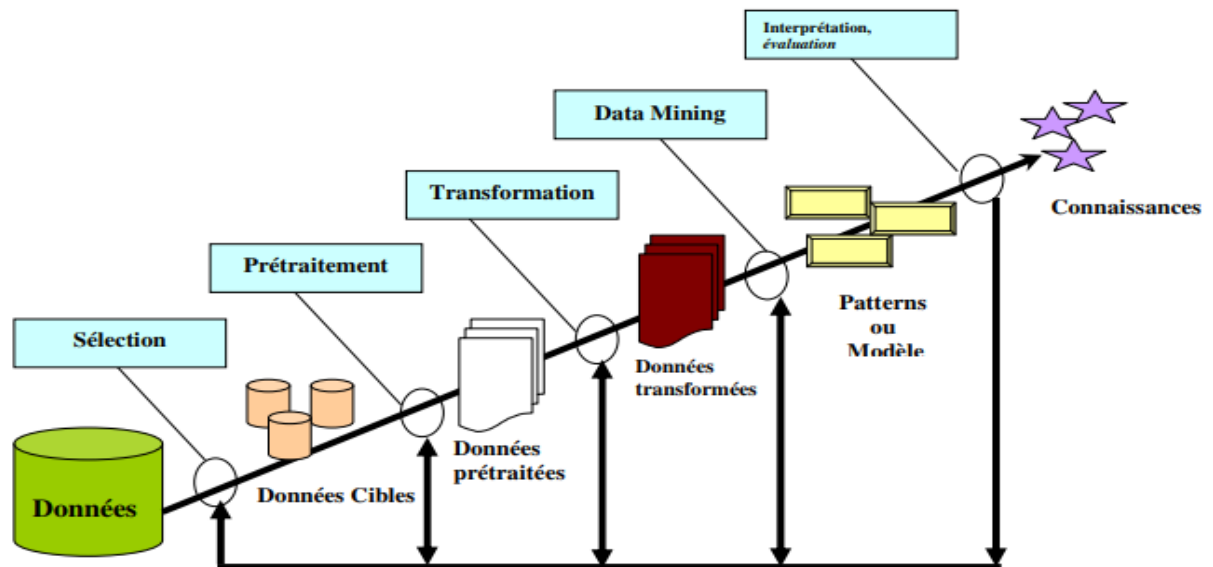 Interprétation,
évaluation
Data Mining
Transformation
Connaissances
Prétraitement
Patterns
ou
Modèle
Sélection
Données
transformées
Données
prétraitées
Données Cibles
Données